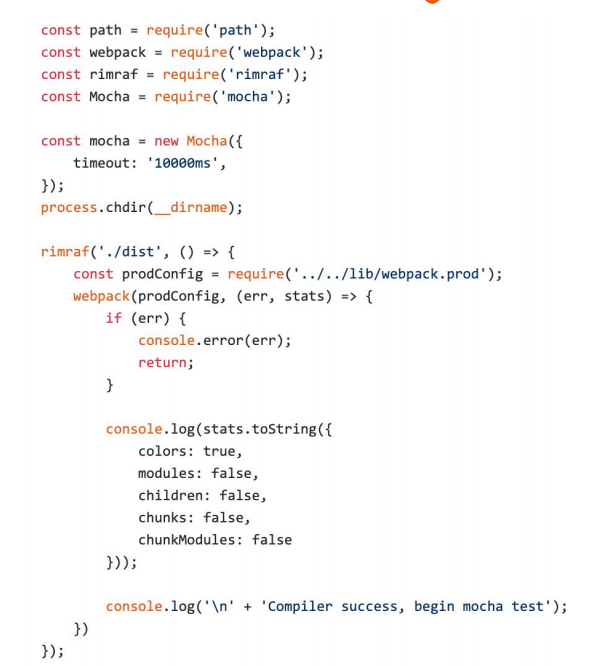 const path = require('path');
const webpack = require('webpack');
const rimraf = require('rimraf');
const Mocha = require('mocha');

const mocha = new Mocha({
    timeout: '10000ms',
});
process.chdir(__dirname);

rimraf('./dist', () => {
    const prodConfig = require('../../lib/webpack.prod');
    webpack(prodConfig, (err, stats) => {
        if (err) {
            console.error(err);
            return;
        }

        console.log(stats.toString({
            colors: true,
            modules: false,
            children: false,
            chunks: false,
            chunkModules: false
        }));

        console.log('\n' + 'Compiler success, begin mocha test');
    })
});